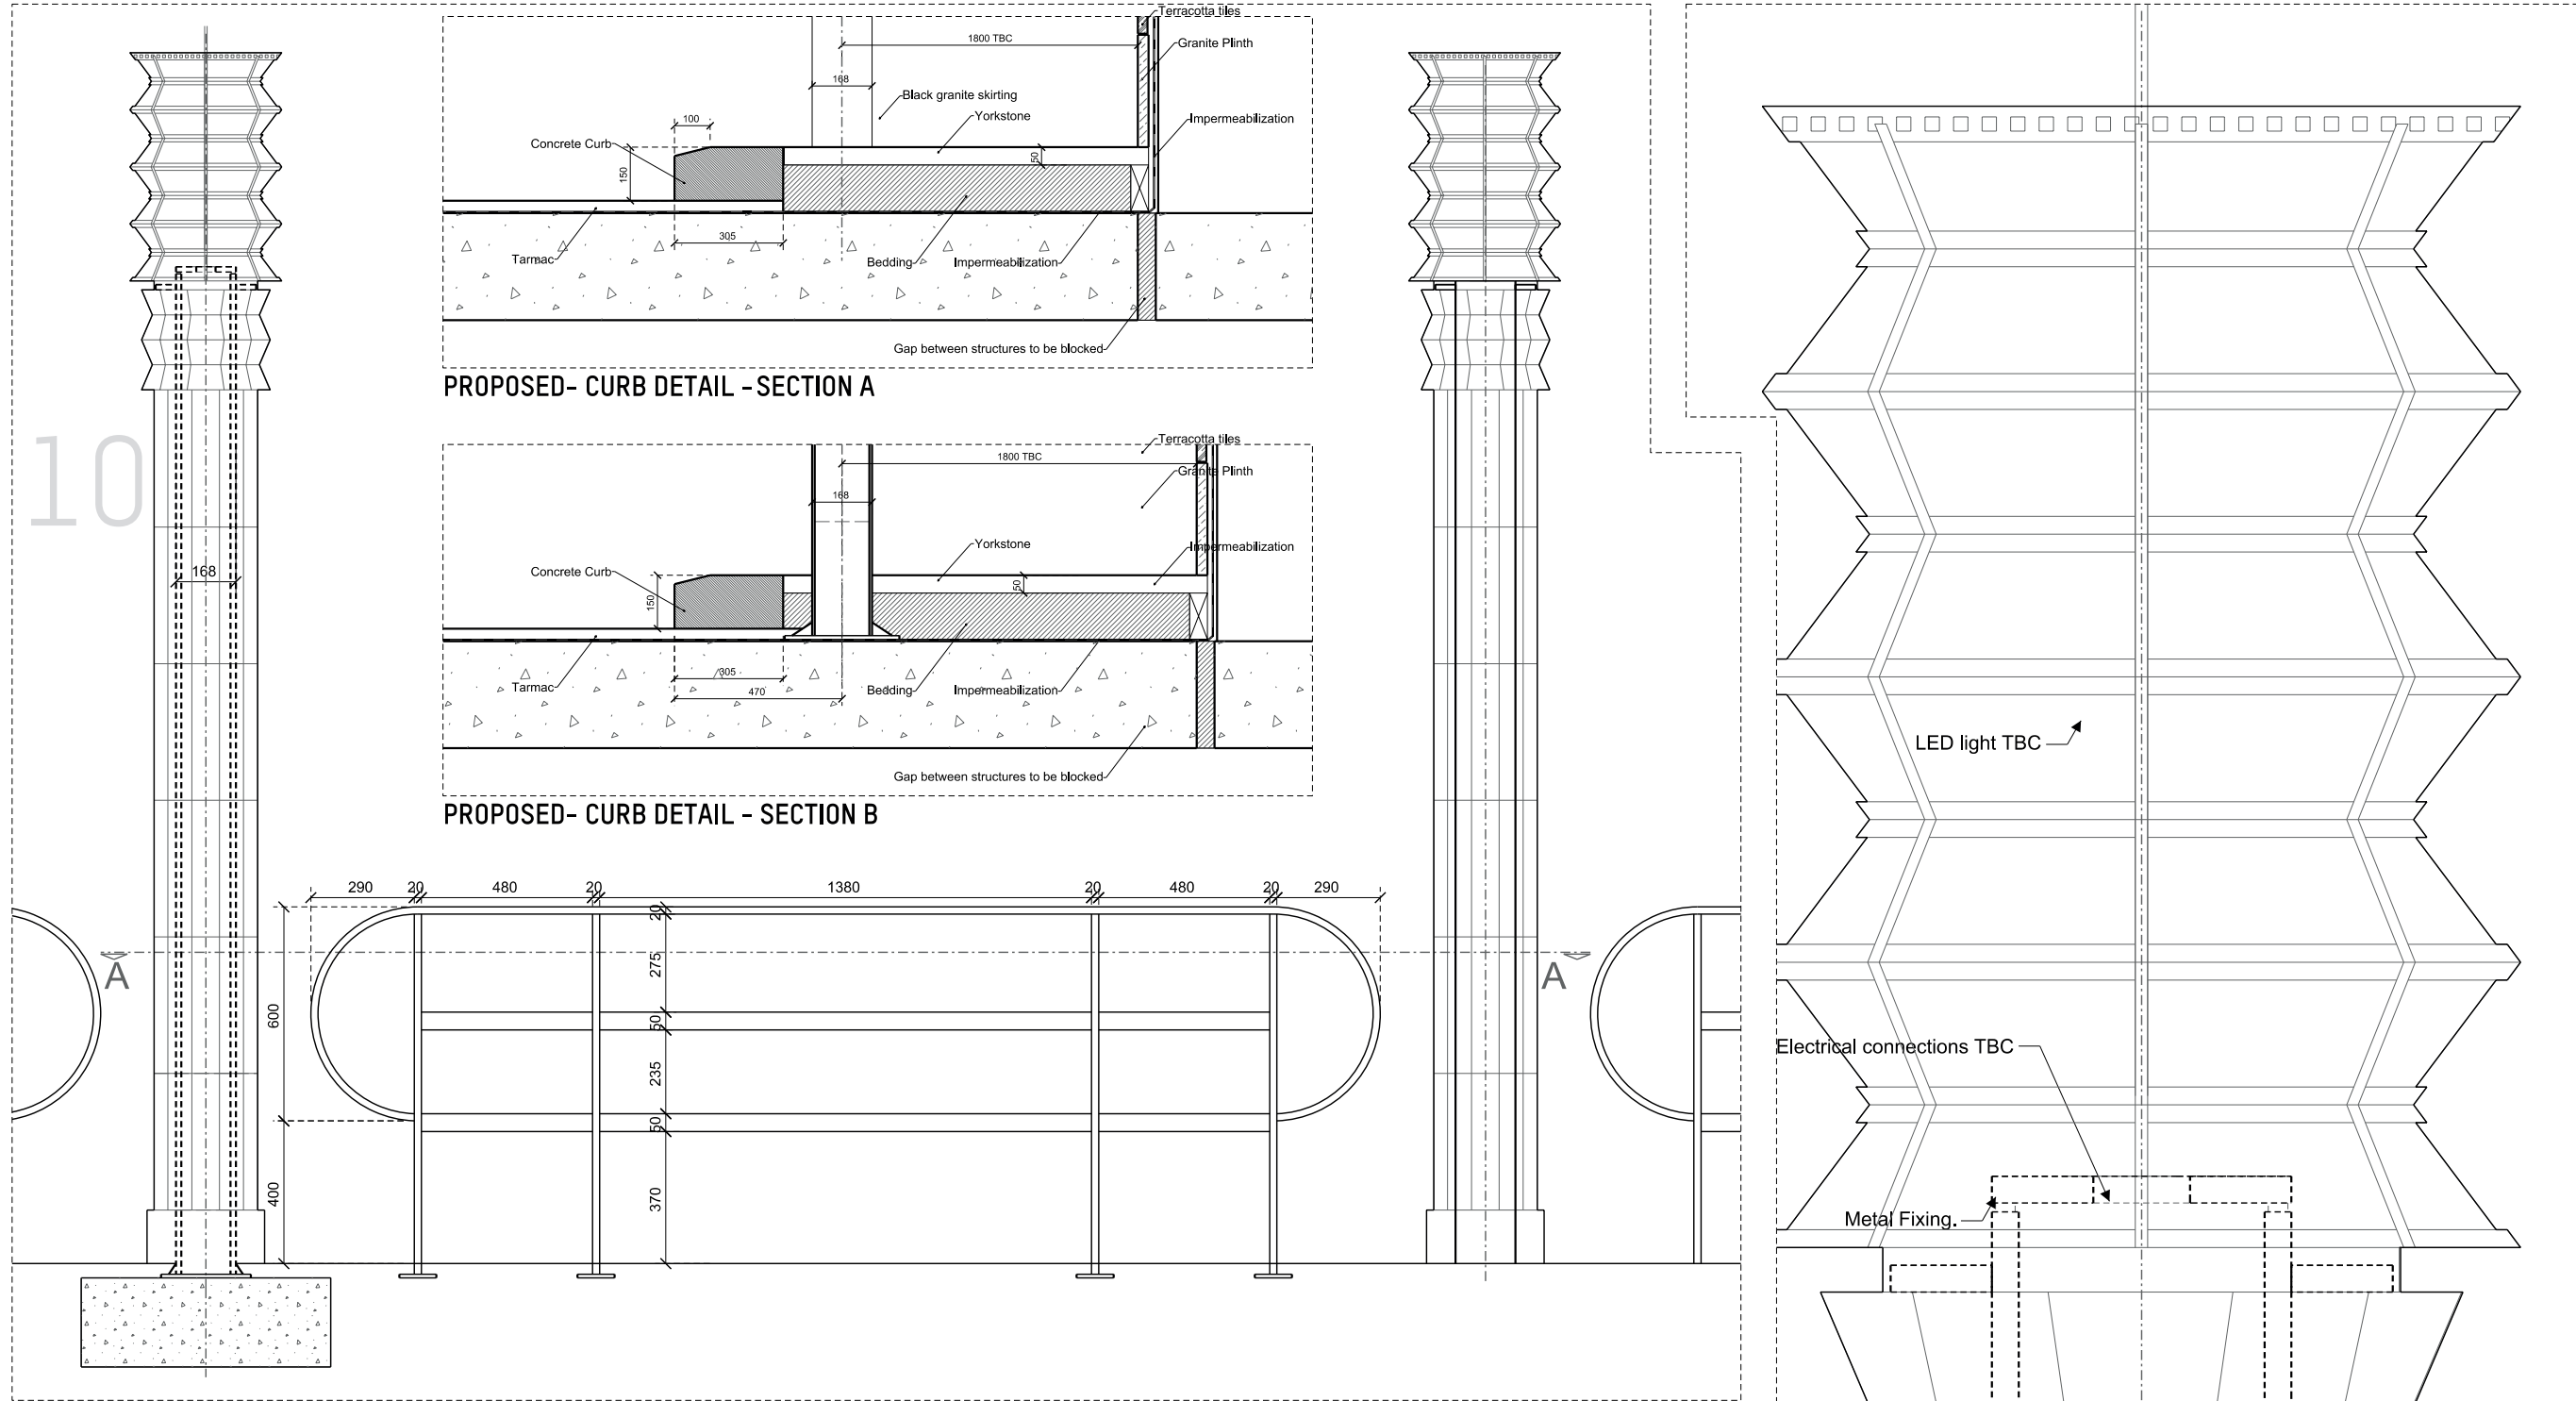 Terracotta tiles
1800 TBC
Granite Plinth
168
Black granite skirting
100
Yorkstone
Impermeabilization
Concrete Curb
50
150
305
Tarmac
Bedding
Impermeabilization
Gap between structures to be blocked
PROPOSED- CURB DETAIL - SECTION A
10
Terracotta tiles
1800 TBC
Granite Plinth
168
Yorkstone
Impermeabilization
Concrete Curb
50
150
168
305
Tarmac
470
Bedding
Impermeabilization
Gap between structures to be blocked
PROPOSED- CURB DETAIL - SECTION B
290 20 480 20 1380 20 480 20 290
20
275
A
A
600
50
235
50
400
370
LED light TBC
Electrical connections TBC
Metal Fixing.